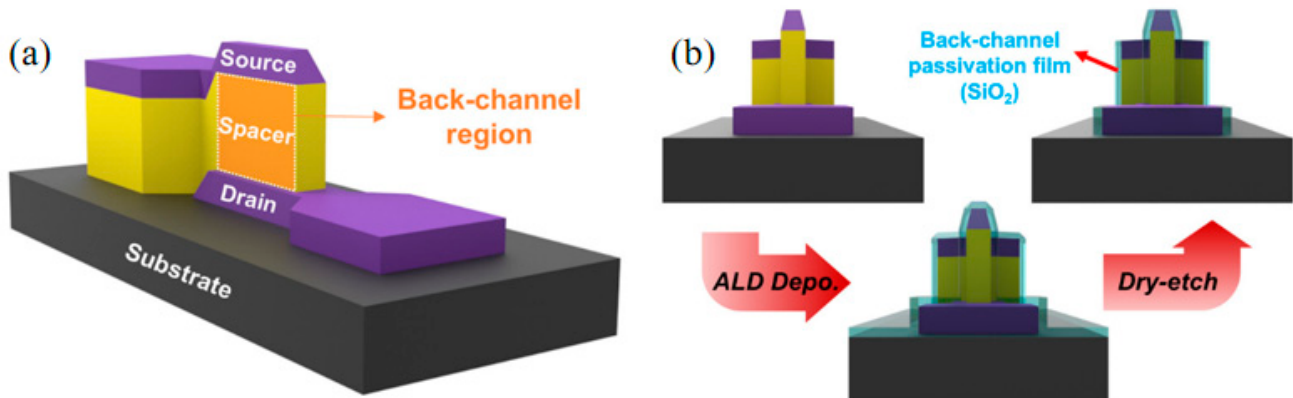 (a)
Source
Spacer
Back-channel
region
Drain
Substrate
(b)
Back-channel
passivation film
(SiO₂)
ALD Depo.
Dry-etch